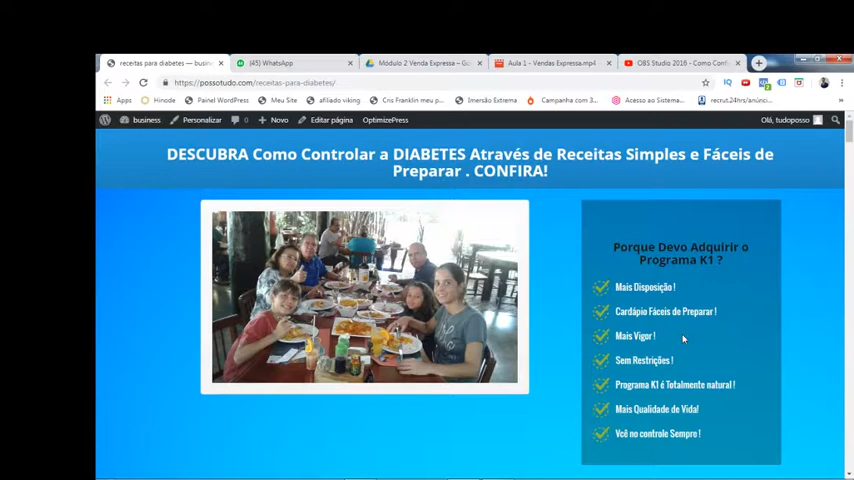 receitas para diabetes — busin
(45) WhatsApp
Módulo 2 Venda Expressa – Go
Aula 1 - Vendas Expressa.mp4
OBS Studio 2016 - Como Conf
https://possotudo.com/receitas-para-diabetes/
Apps
Hinode
Painel WordPress
Meu Site
afiliado viking
Cris Franklin meu p...
Imersão Extrema
Campanha com 3...
Acesso ao Sistema...
recrut.24hrs/anúnci...
business
Personalizar
0
Novo
Editar página
OptimizePress
Olá, tudoposso
DESCUBRA Como Controlar a DIABETES Através de Receitas Simples e Fáceis de
Preparar . CONFIRA!
Porque Devo Adquirir o
Programa K1 ?
Mais Disposição !
Cardápio Fáceis de Preparar !
Mais Vigor !
Sem Restrições !
Programa K1 é Totalmente natural !
Mais Qualidade de Vida!
Vcê no controle Sempre !